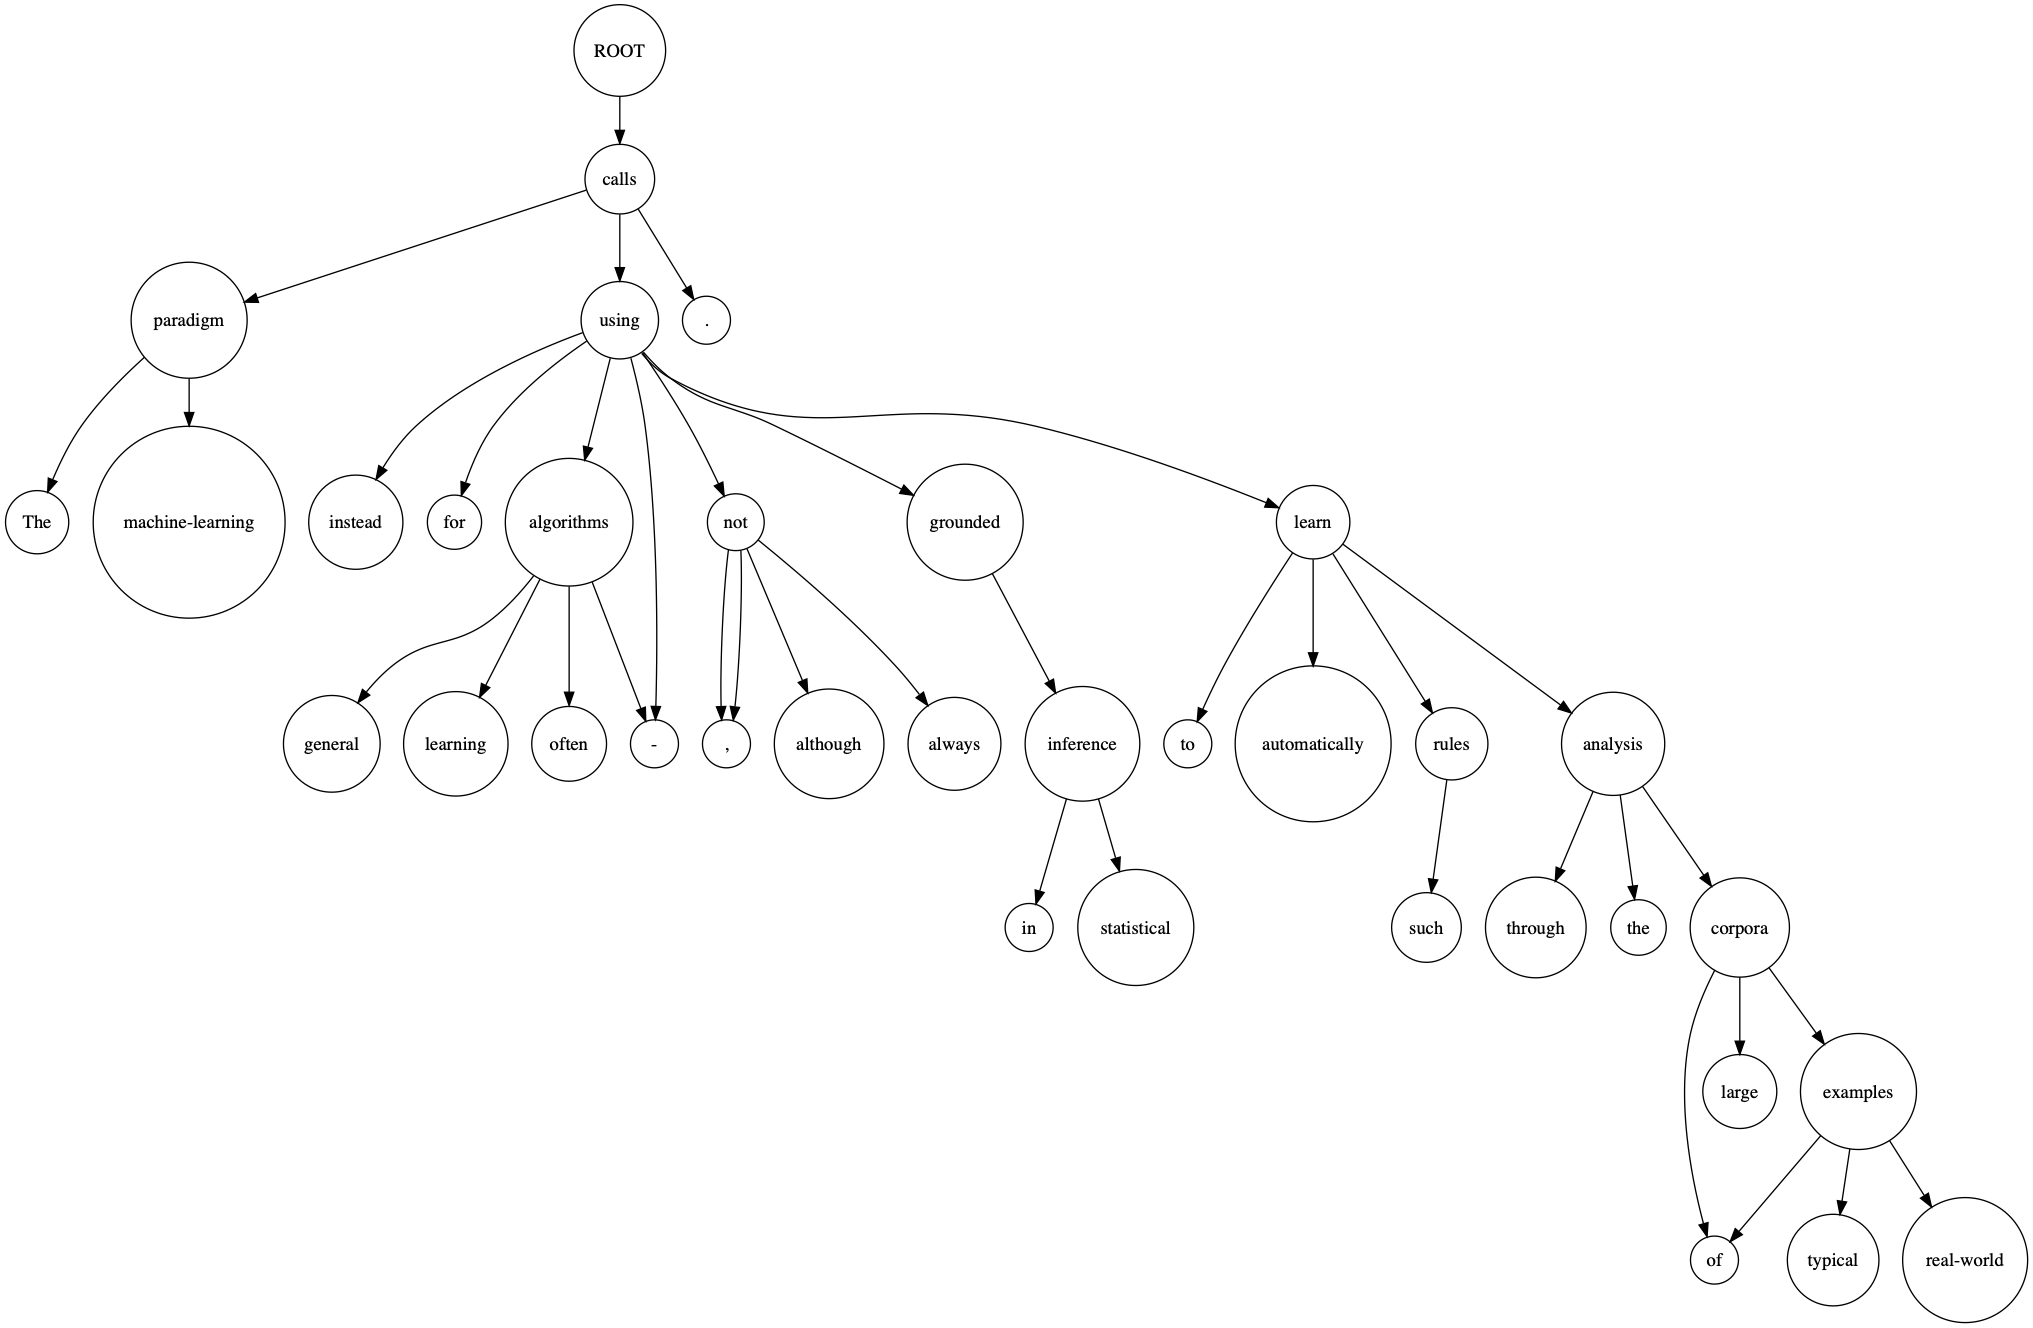 ROOT
calls
paradigm
using
.
The
machine-learning
instead
for
algorithms
not
grounded
learn
general
learning
often
-
,
although
always
inference
to
automatically
rules
analysis
in
statistical
such
through
the
corpora
large
examples
of
typical
real-world